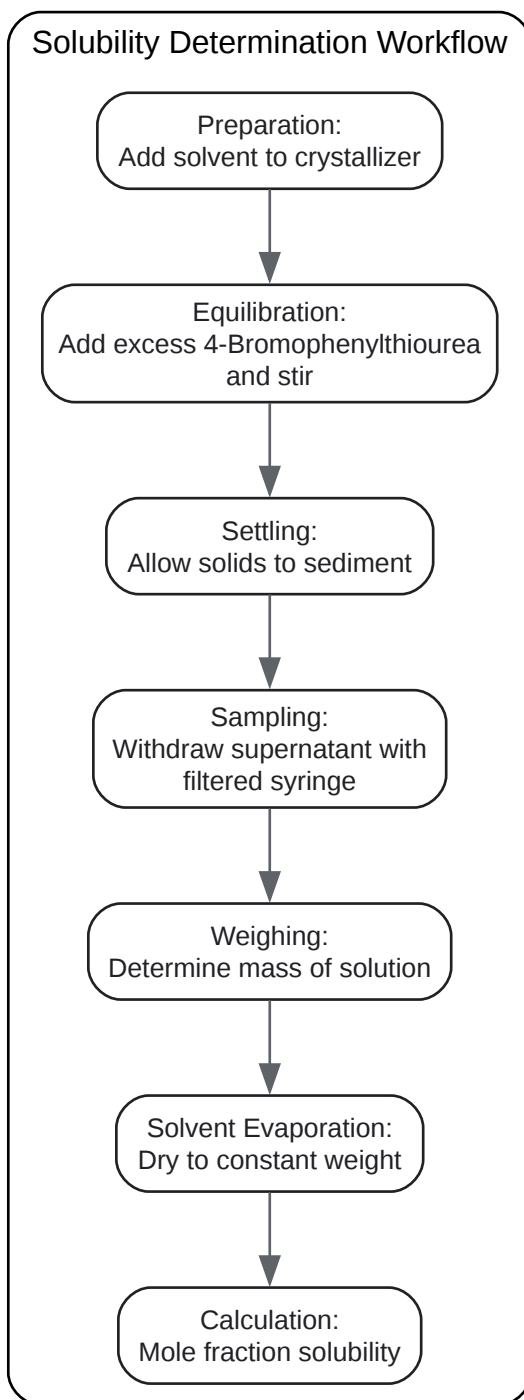 Solubility Determination Workflow
Preparation:
Add solvent to crystallizer
Equilibration:
Add excess 4-Bromophenylthiourea
and stir
Settling:
Allow solids to sediment
Sampling:
Withdraw supernatant with
filtered syringe
Weighing:
Determine mass of solution
Solvent Evaporation:
Dry to constant weight
Calculation:
Mole fraction solubility